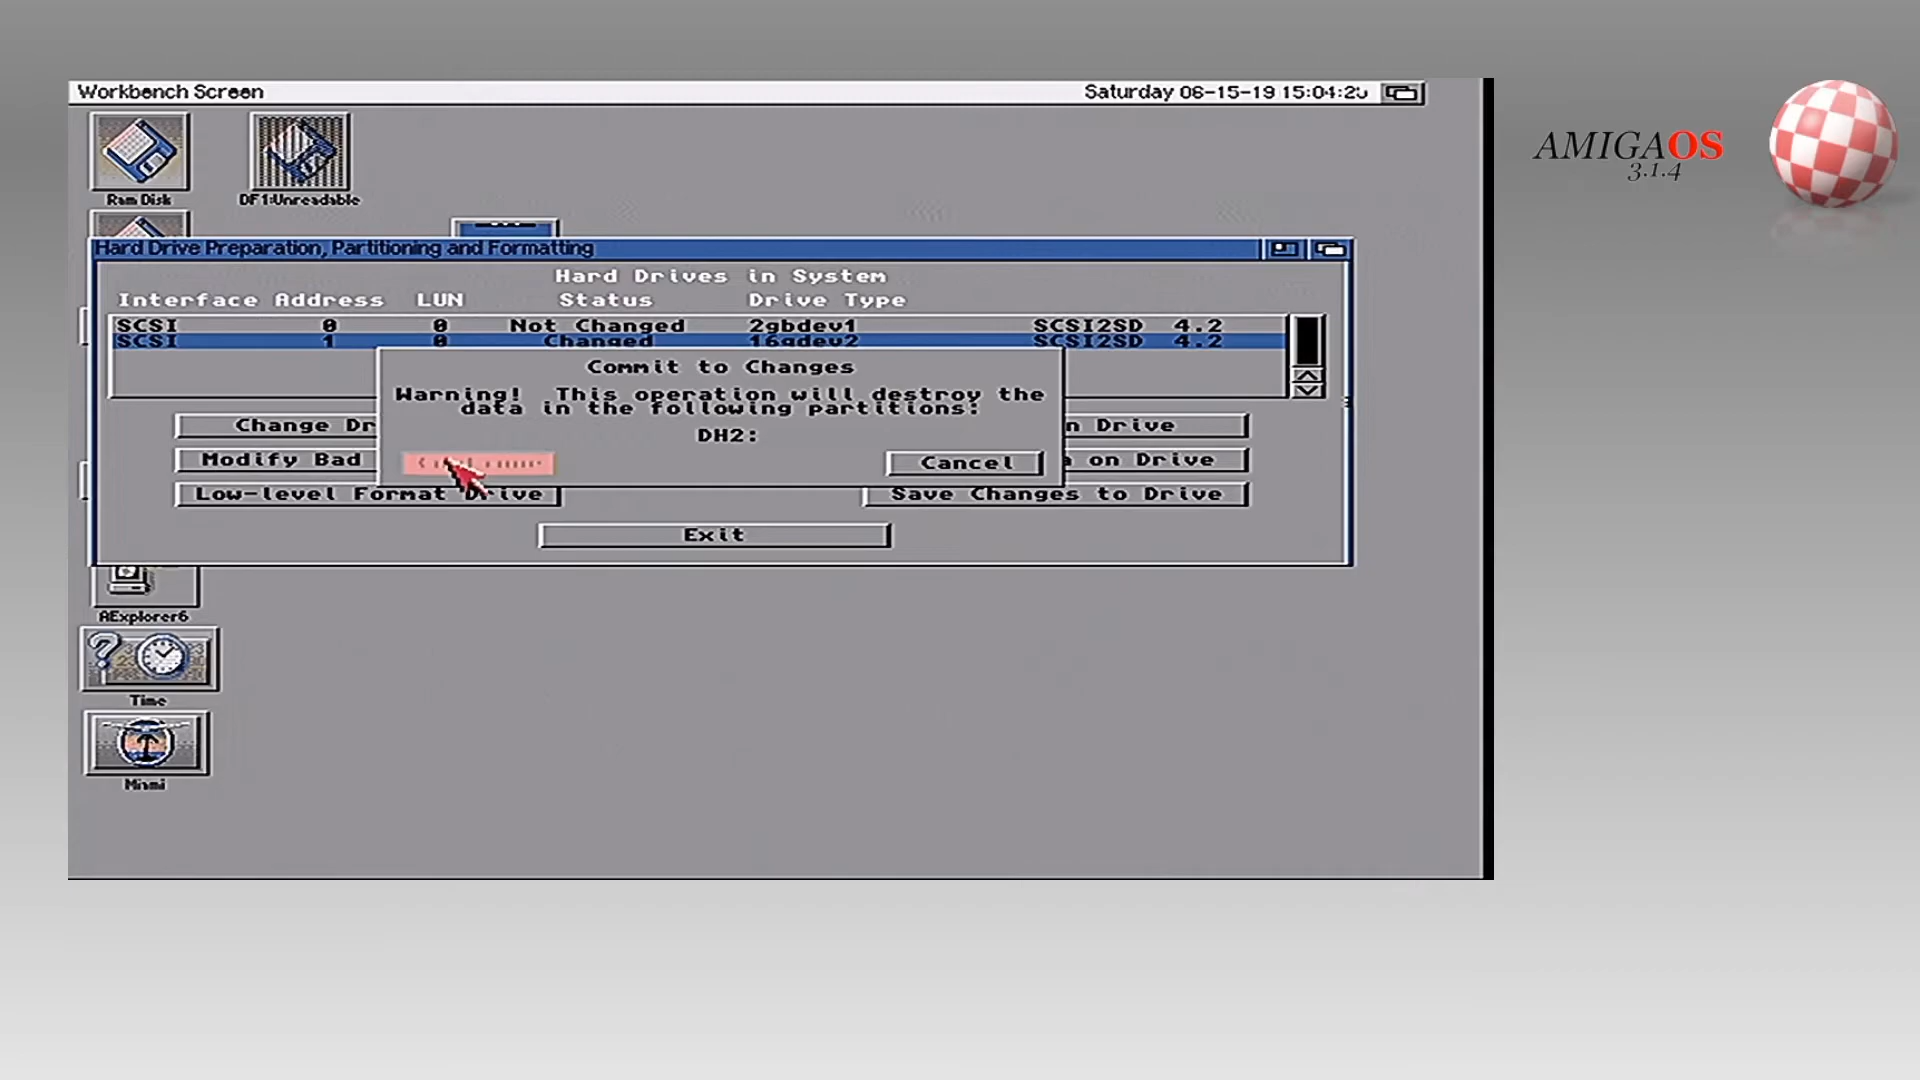 Workbench Screen
Saturday 06-15-19 15:04:26
AMIGAOS
3.1.4
Ram Disk
DF1:Unreadable
Hard Drive Preparation, Partitioning and Formatting
Hard Drives in System
Interface Address LUN Status Drive Type
SCSI 0 0 Not Changed 2gbdev1 SCSI2SD 4.2
SCSI 1 0 Changed 16gdev2 SCSI2SD 4.2
Commit to Changes
Warning! This operation will destroy the
data in the following partitions:
DH2:
Cancel
Change Dr
n Drive
Modify Bad
on Drive
Low-level Format Drive
Save Changes to Drive
Exit
AExplorer6
Time
Miami